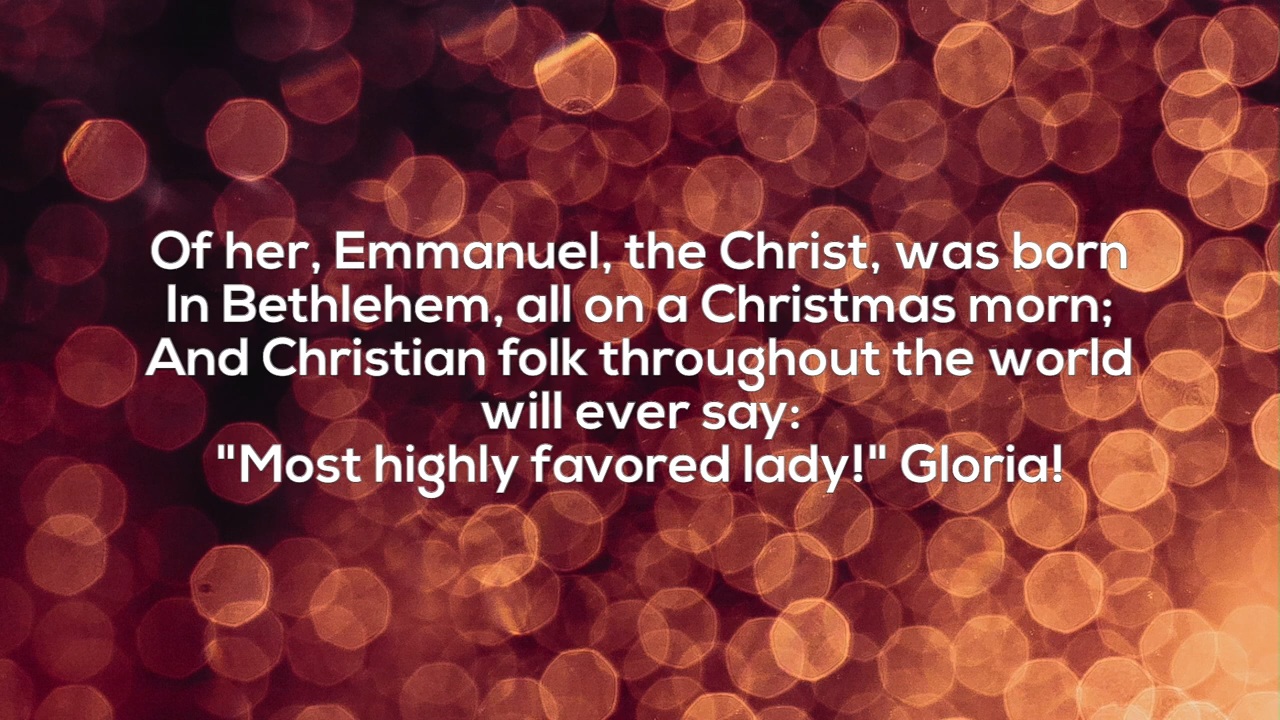 Of her, Emmanuel, the Christ, was born
In Bethlehem, all on a Christmas morn;
And Christian folk throughout the world
will ever say:
"Most highly favored lady!" Gloria!